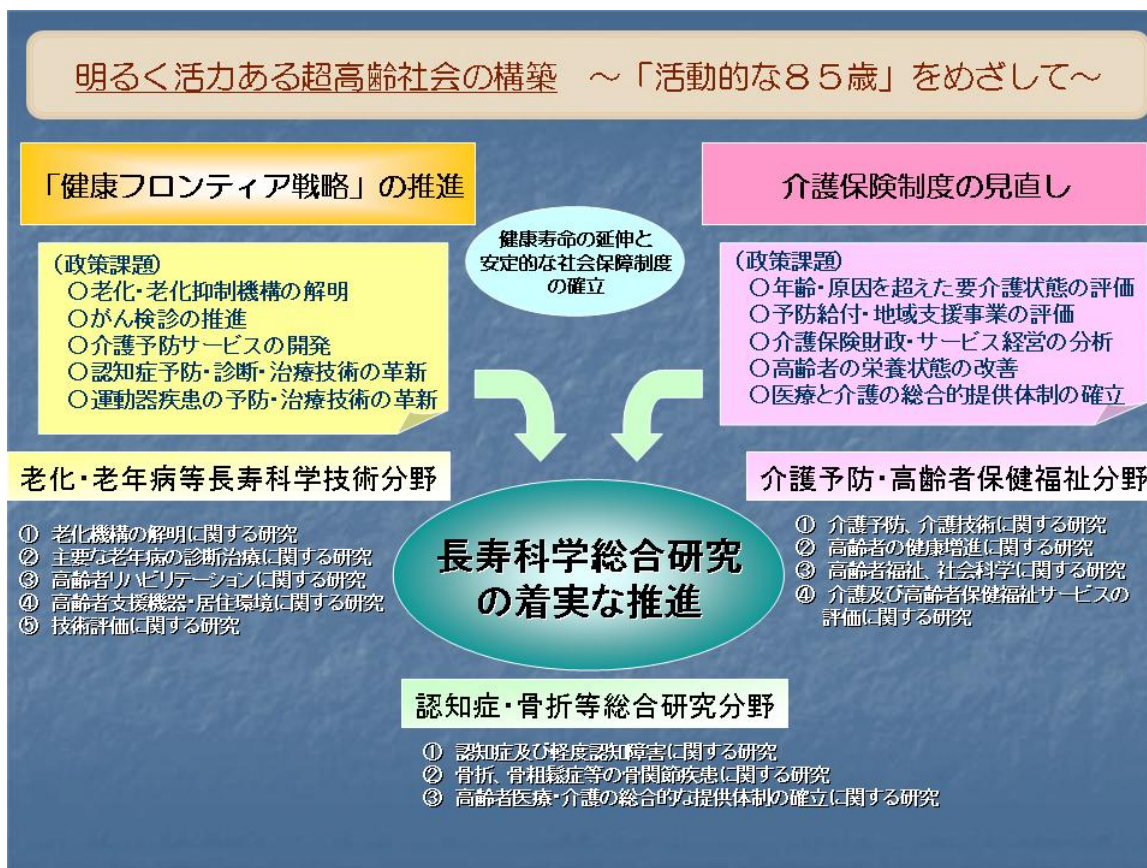 明るく活力ある超高齢社会の構築 ～「活動的な８５歳」をめざして～
「健康フロンティア戦略」の推進
(政策課題)
○老化・老化抑制機構の解明
○がん検診の推進
○介護予防サービスの開発
○認知症予防・診断・治療技術の革新
○運動器疾患の予防・治療技術の革新
健康寿命の延伸と
安定的な社会保障制度
の確立
介護保険制度の見直し
(政策課題)
○年齢・原因を超えた要介護状態の評価
○予防給付・地域支援事業の評価
○介護保険財政・サービス経営の分析
○高齢者の栄養状態の改善
○医療と介護の総合的提供体制の確立
老化・老年病等長寿科学技術分野
① 老化機構の解明に関する研究
② 主要な老年病の診断治療に関する研究
③ 高齢者リハビリテーションに関する研究
④ 高齢者支援機器・居住環境に関する研究
⑤ 技術評価に関する研究
長寿科学総合研究
の着実な推進
介護予防・高齢者保健福祉分野
① 介護予防、介護技術に関する研究
② 高齢者の健康増進に関する研究
③ 高齢者福祉、社会科学に関する研究
④ 介護及び高齢者保健福祉サービスの
評価に関する研究
認知症・骨折等総合研究分野
① 認知症及び軽度認知障害に関する研究
② 骨折、骨粗鬆症等の骨関節疾患に関する研究
③ 高齢者医療・介護の総合的な提供体制の確立に関する研究